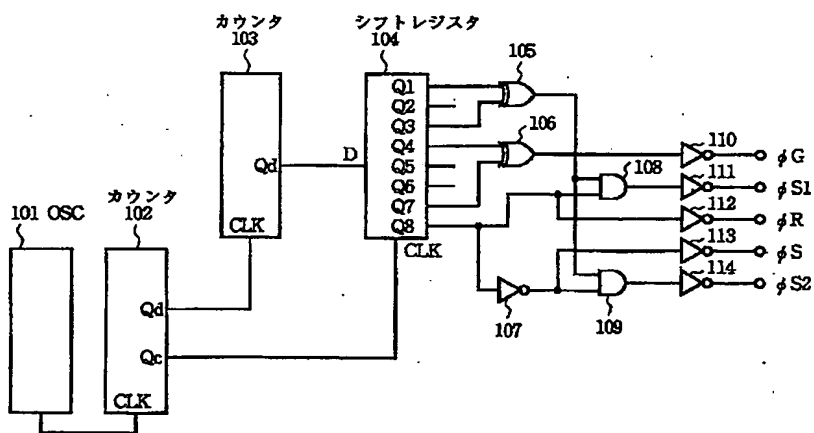 カウンタ
103
シフトレジスタ
104
105
Q1
Q2
Q3
Q4
Q5
Q6
Q7
Q8
CLK
D
Qd
CLK
106
108
110
φG
111
φS1
112
φR
113
φS
114
φS2
107
109
カウンタ
102
101 OSC
Qd
Qc
CLK